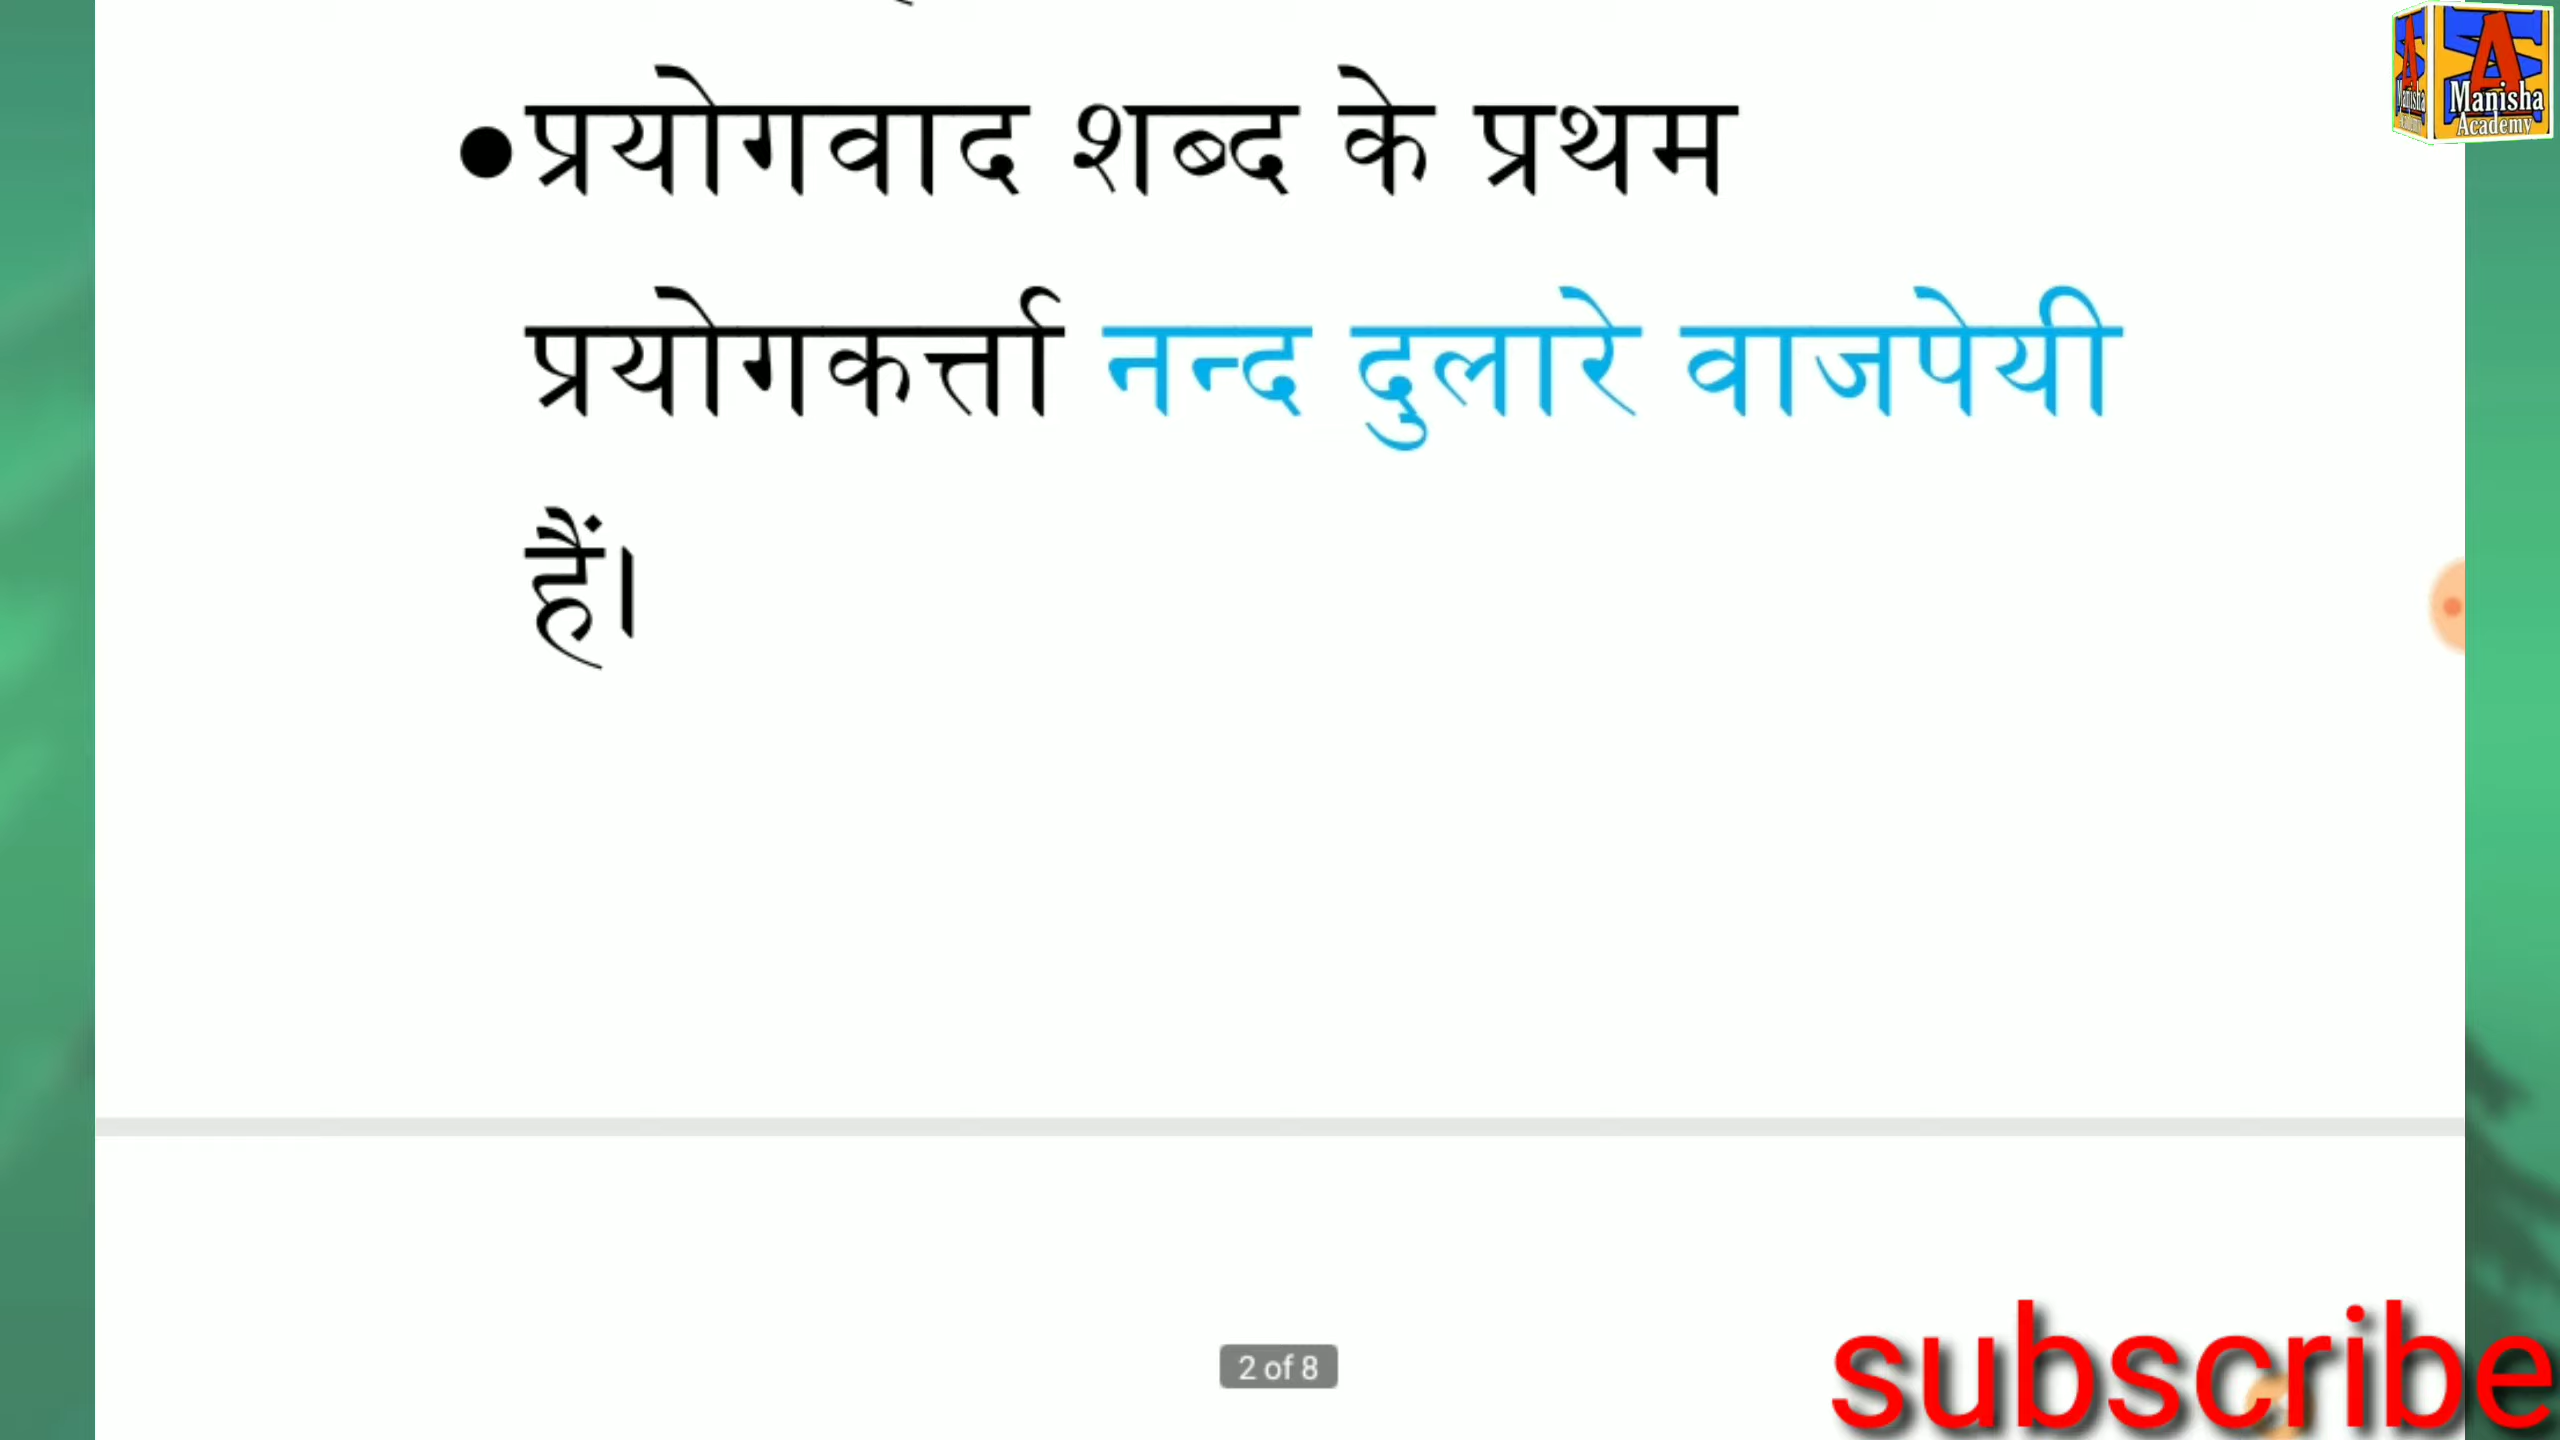 Manisha
Academy
●प्रयोगवाद शब्द के प्रथम
प्रयोगकर्त्ता नन्द दुलारे वाजपेयी
हैं।
2 of 8
subscribe